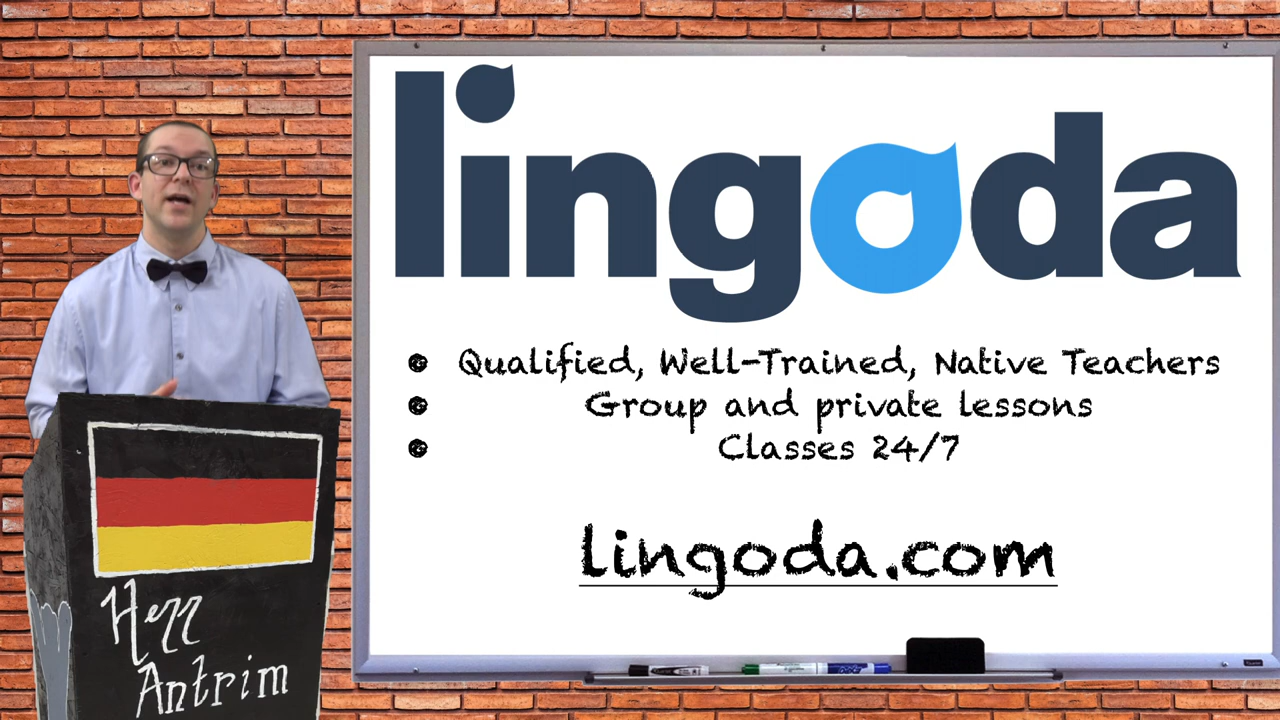 lingoda
• Qualified, Well-Trained, Native Teachers
• Group and private lessons
• Classes 24/7
lingoda.com
Herr
Antrim